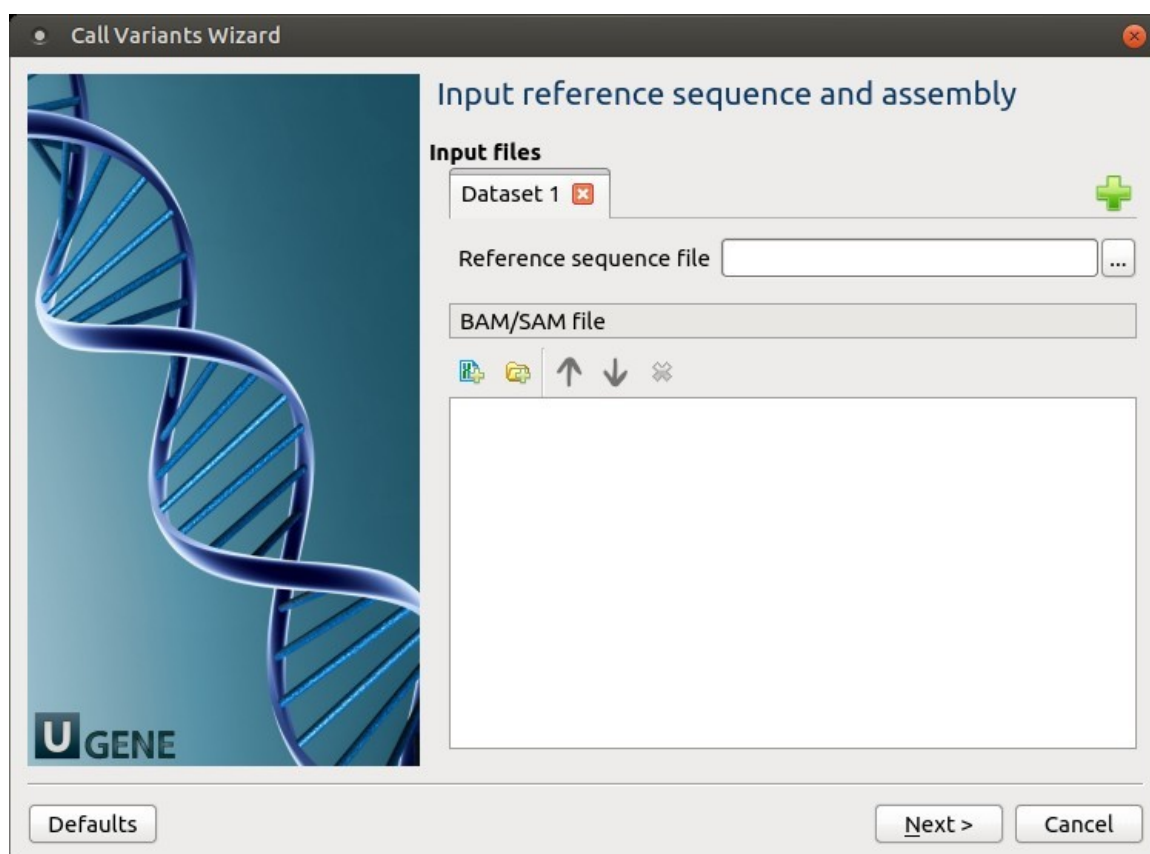 Call Variants Wizard
Input reference sequence and assembly
Input files
Dataset 1
Reference sequence file
...
BAM/SAM file
U GENE
Defaults
Next >
Cancel